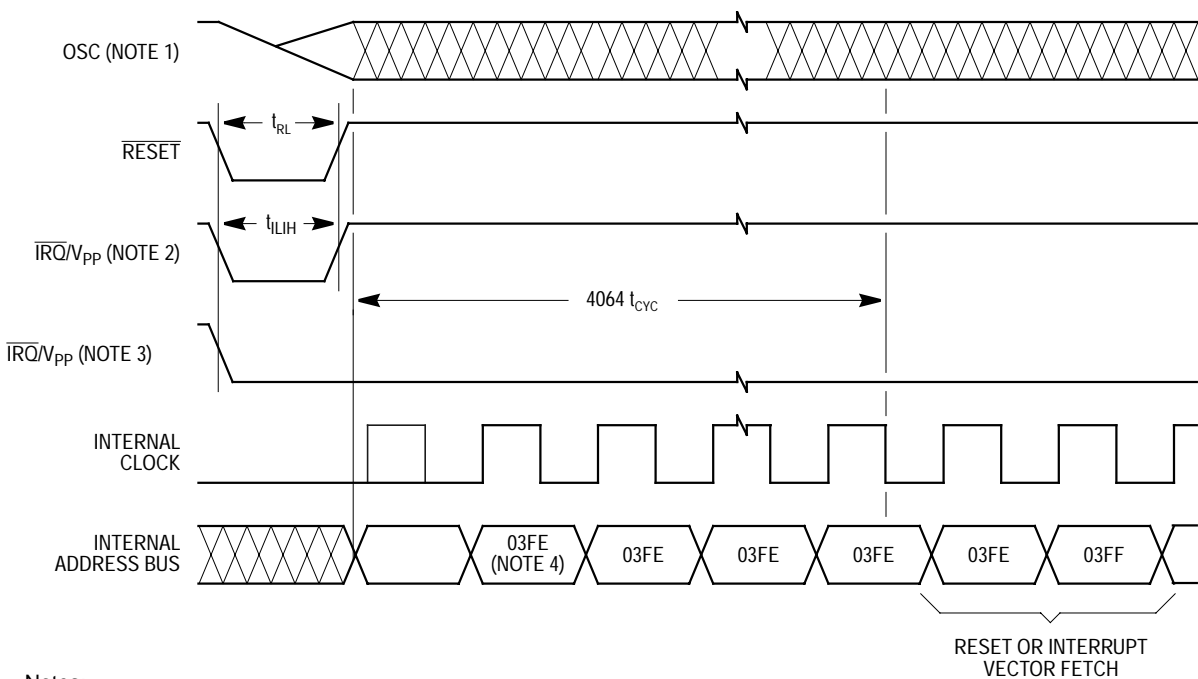 OSC (NOTE 1)
t_RL
RESET
t_ILIH
IRQ/V_PP (NOTE 2)
4064 t_CYC
IRQ/V_PP (NOTE 3)
INTERNAL
CLOCK
INTERNAL
ADDRESS BUS
03FE
(NOTE 4)
03FE
03FE
03FE
03FE
03FF
RESET OR INTERRUPT
VECTOR FETCH